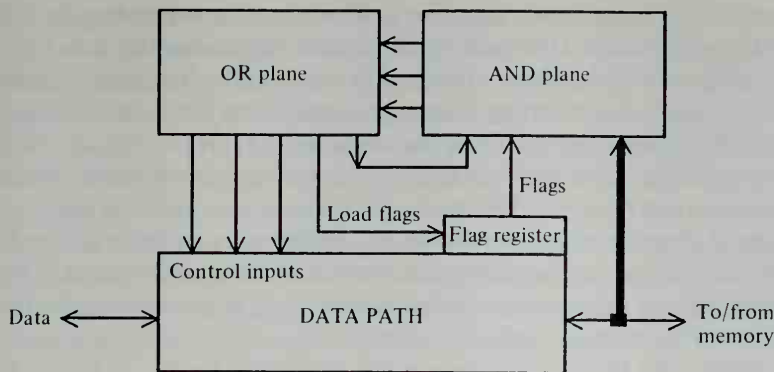 OR plane
AND plane
Flags
Load flags
Flag register
Control inputs
Data
DATA PATH
To/from
memory